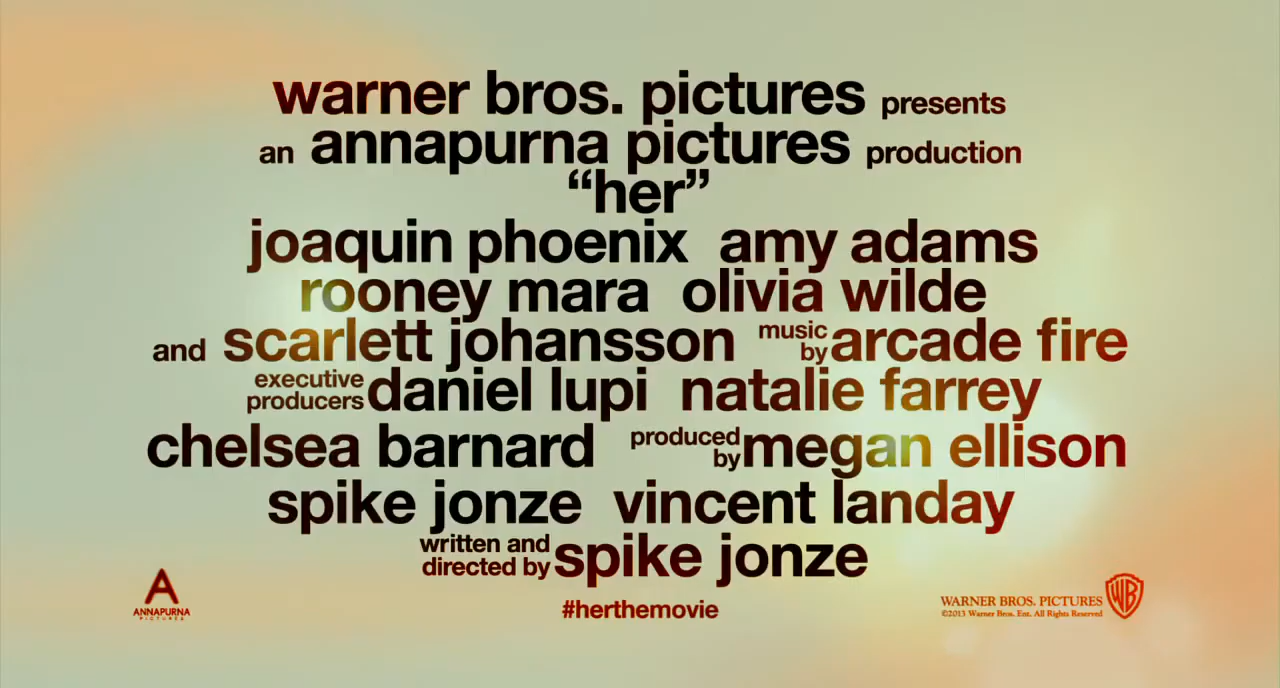 warner bros. pictures presents
an annapurna pictures production
“her”
joaquin phoenix amy adams
rooney mara olivia wilde
and scarlett johansson music by arcade fire
executive producers daniel lupi natalie farrey
chelsea barnard produced by megan ellison
spike jonze vincent landay
written and directed by spike jonze
#herthemovie
A
ANNAPURNA
PICTURES
WARNER BROS. PICTURES
©2013 Warner Bros. Ent. All Rights Reserved
WB